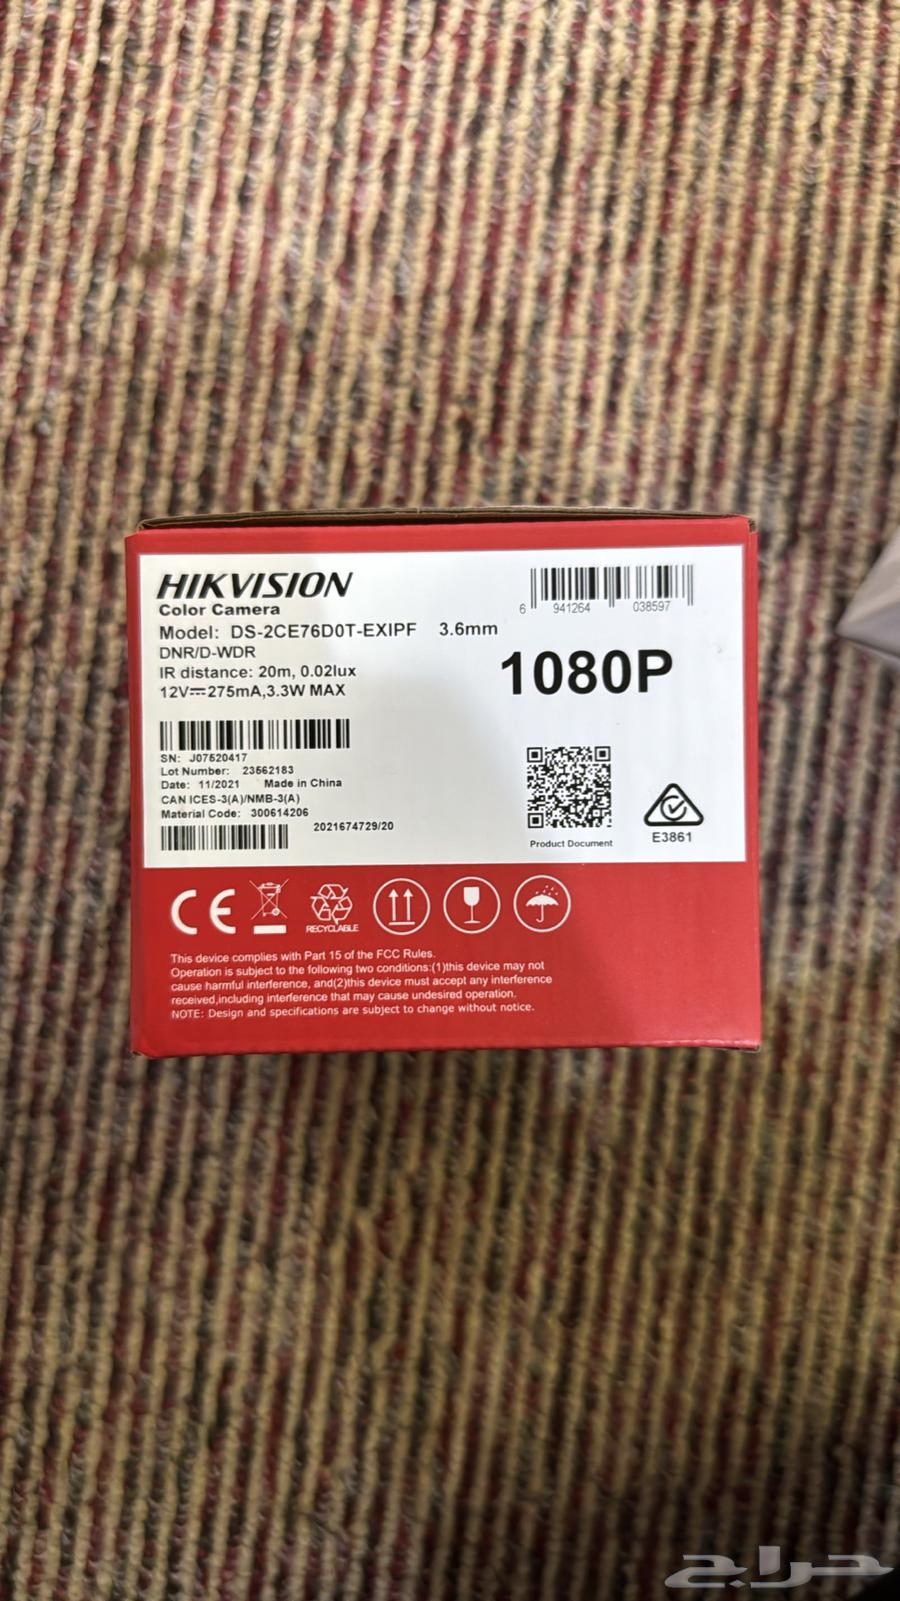 HIKVISION
Color Camera
Model: DS-2CE76D0T-EXIPF 3.6mm
DNR/D-WDR
IR distance: 20m, 0.02lux
12V⎓275mA,3.3W MAX
6 941264 038597
1080P
SN: J07520417
Lot Number: 23562183
Date: 11/2021 Made in China
CAN ICES-3(A)/NMB-3(A)
Material Code: 300614206
2021674729/20
Product Document
E3861
CE
RECYCLABLE
This device complies with Part 15 of the FCC Rules.
Operation is subject to the following two conditions:(1)this device may not
cause harmful interference, and(2)this device must accept any interference
received,including interference that may cause undesired operation.
NOTE: Design and specifications are subject to change without notice.
حراج